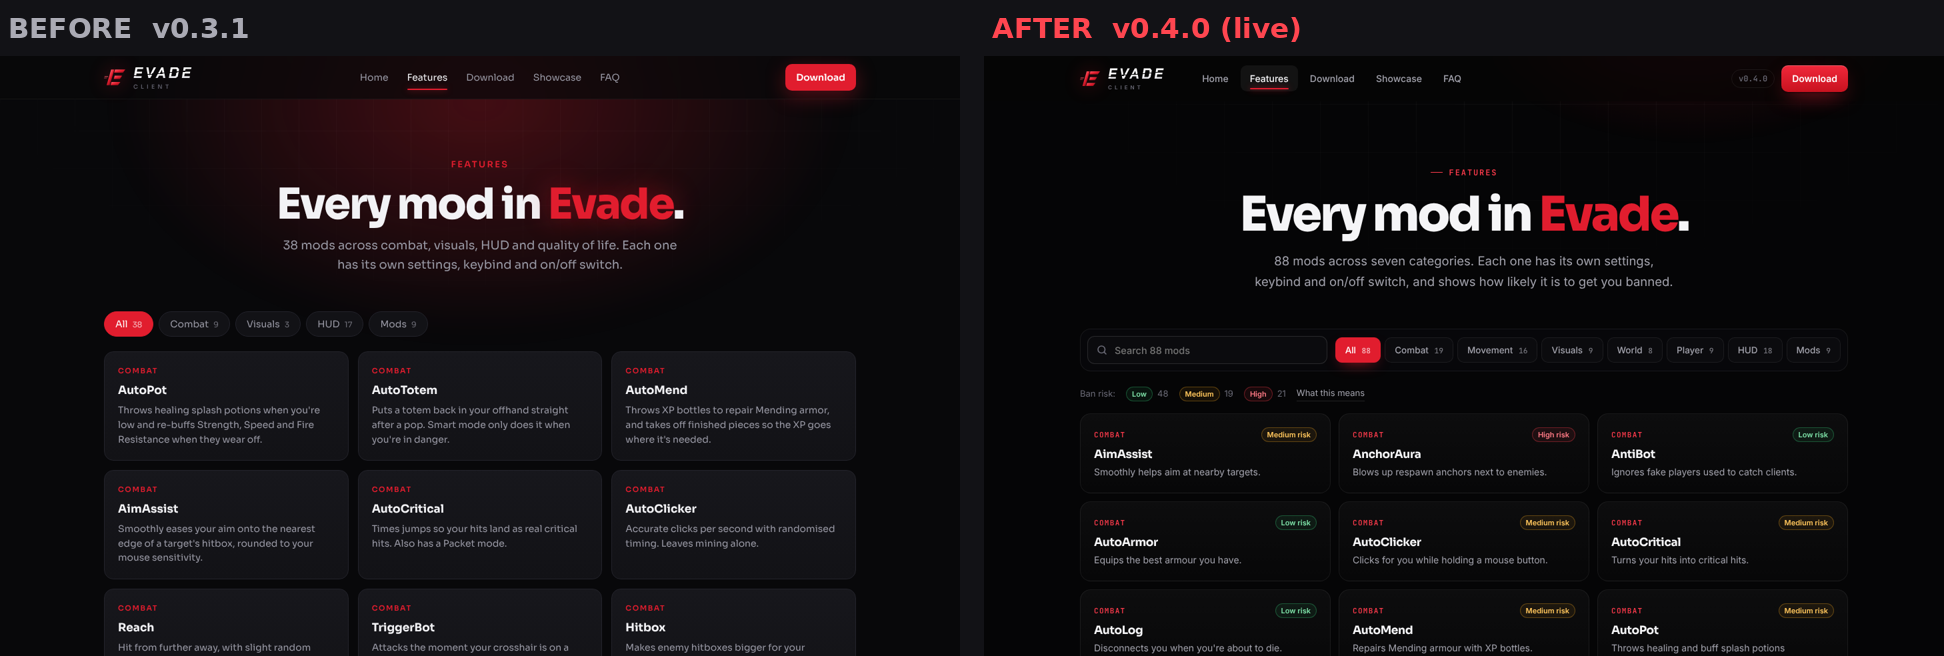 BEFORE v0.3.1
EVADE
CLIENT
Home Features Download Showcase FAQ
Download
FEATURES
Every mod in Evade.
38 mods across combat, visuals, HUD and quality of life. Each one
has its own settings, keybind and on/off switch.
All 38 Combat 9 Visuals 3 HUD 17 Mods 9
COMBAT
AutoPot
Throws healing splash potions when you're
low and re-buffs Strength, Speed and Fire
Resistance when they wear off.
COMBAT
AutoTotem
Puts a totem back in your offhand straight
after a pop. Smart mode only does it when
you're in danger.
COMBAT
AutoMend
Throws XP bottles to repair Mending armor,
and takes off finished pieces so the XP goes
where it's needed.
COMBAT
AimAssist
Smoothly eases your aim onto the nearest
edge of a target's hitbox, rounded to your
mouse sensitivity.
COMBAT
AutoCritical
Times jumps so your hits land as real critical
hits. Also has a Packet mode.
COMBAT
AutoClicker
Accurate clicks per second with randomised
timing. Leaves mining alone.
COMBAT
Reach
Hit from further away, with slight random
COMBAT
TriggerBot
Attacks the moment your crosshair is on a
COMBAT
Hitbox
Makes enemy hitboxes bigger for your
AFTER v0.4.0 (live)
EVADE
CLIENT
Home Features Download Showcase FAQ
v0.4.0
Download
FEATURES
Every mod in Evade.
88 mods across seven categories. Each one has its own settings,
keybind and on/off switch, and shows how likely it is to get you banned.
Search 88 mods
All 88 Combat 19 Movement 16 Visuals 9 World 8 Player 9 HUD 18 Mods 9
Ban risk: Low 48 Medium 19 High 21 What this means
COMBAT
Medium risk
AimAssist
Smoothly helps aim at nearby targets.
COMBAT
High risk
AnchorAura
Blows up respawn anchors next to enemies.
COMBAT
Low risk
AntiBot
Ignores fake players used to catch clients.
COMBAT
Low risk
AutoArmor
Equips the best armour you have.
COMBAT
Medium risk
AutoClicker
Clicks for you while holding a mouse button.
COMBAT
Medium risk
AutoCritical
Turns your hits into critical hits.
COMBAT
Low risk
AutoLog
Disconnects you when you're about to die.
COMBAT
Medium risk
AutoMend
Repairs Mending armour with XP bottles.
COMBAT
Medium risk
AutoPot
Throws healing and buff splash potions